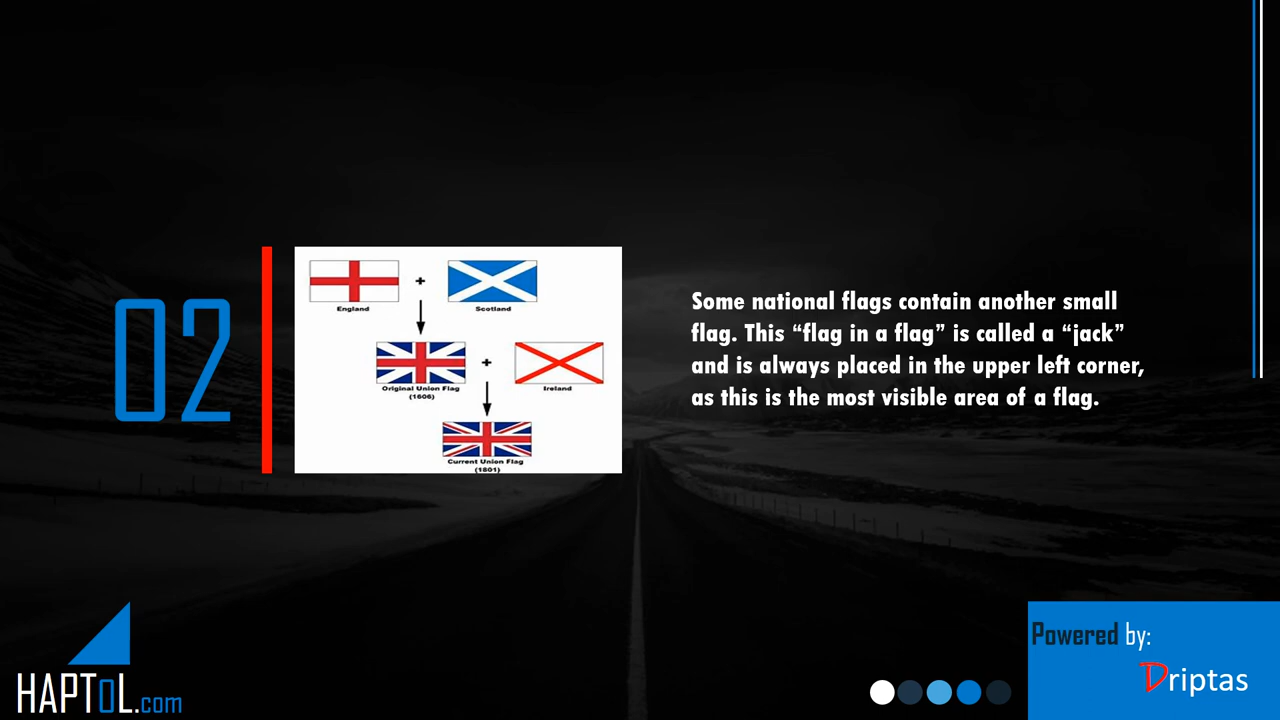 02
England
+
Scotland
Original Union Flag
(1606)
+
Ireland
Current Union Flag
(1801)
Some national flags contain another small
flag. This “flag in a flag” is called a “jack”
and is always placed in the upper left corner,
as this is the most visible area of a flag.
HAPTOL.com
Powered by:
Driptas